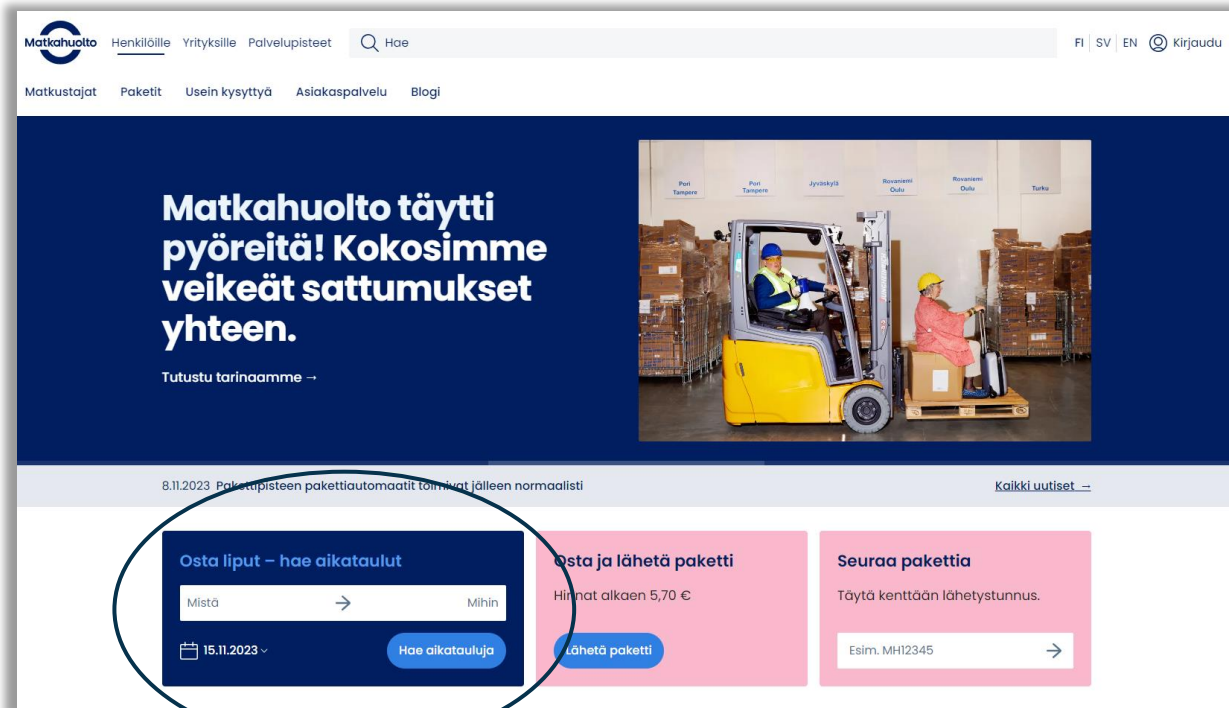 Matkahuolto
Henkilöille Yrityksille Palvelupisteet Hae FI SV EN Kirjaudu
Matkustajat Paketit Usein kysyttyä Asiakaspalvelu Blogi
Matkahuolto täytti
pyöreitä! Kokosimme
veikeät sattumukset
yhteen.
Tutustu tarinaamme →
Pori
Tampere
Pori
Tampere
Jyväskylä
Rovaniemi
Oulu
Rovaniemi
Oulu
Turku
8.11.2023 Pakettipisteen pakettiautomaatit toimivat jälleen normaalisti Kaikki uutiset →
Osta liput – hae aikataulut
Mistä → Mihin
15.11.2023 Hae aikatauluja
Osta ja lähetä paketti
Hinnat alkaen 5,70 €
Lähetä paketti
Seuraa pakettia
Täytä kenttään lähetystunnus.
Esim. MH12345 →